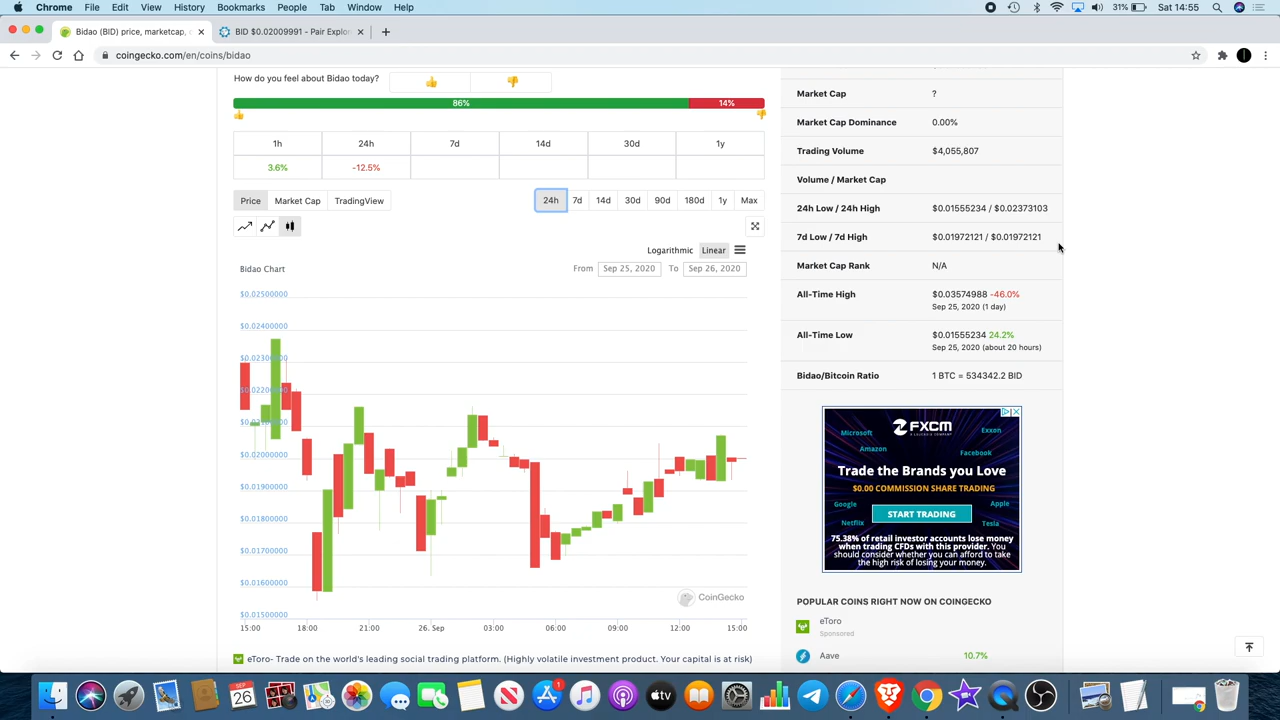 Chrome File Edit View History Bookmarks People Tab Window Help 31% Sat 14:55
Bidao (BID) price, marketcap, BID $0.02009991 - Pair Explor
coingecko.com/en/coins/bidao
How do you feel about Bidao today?
86% 14%
1h 24h 7d 14d 30d 1y
3.6% -12.5%
Price Market Cap TradingView 24h 7d 14d 30d 90d 180d 1y Max
Logarithmic Linear
Bidao Chart From Sep 25, 2020 To Sep 26, 2020
$0.02500000
$0.02400000
$0.02300000
$0.02200000
$0.02100000
$0.02000000
$0.01900000
$0.01800000
$0.01700000
$0.01600000
$0.01500000
CoinGecko
15:00 18:00 21:00 26. Sep 03:00 06:00 09:00 12:00 15:00
eToro- Trade on the world's leading social trading platform. (Highly volatile investment product. Your capital is at risk)
Market Cap ?
Market Cap Dominance 0.00%
Trading Volume $4,055,807
Volume / Market Cap
24h Low / 24h High $0.01555234 / $0.02373103
7d Low / 7d High $0.01972121 / $0.01972121
Market Cap Rank N/A
All-Time High $0.03574988 -46.0%
Sep 25, 2020 (1 day)
All-Time Low $0.01555234 24.2%
Sep 25, 2020 (about 20 hours)
Bidao/Bitcoin Ratio 1 BTC = 534342.2 BID
FXCM
Microsoft Exxon
Amazon Facebook
Trade the Brands you Love
$0.00 COMMISSION SHARE TRADING
Google Apple
START TRADING
Netflix Tesla
75.38% of retail investor accounts lose money
when trading CFDs with this provider. You
should consider whether you can afford to take
the high risk of losing your money.
POPULAR COINS RIGHT NOW ON COINGECKO
eToro
Sponsored
Aave 10.7%
SEP
26
1
tv